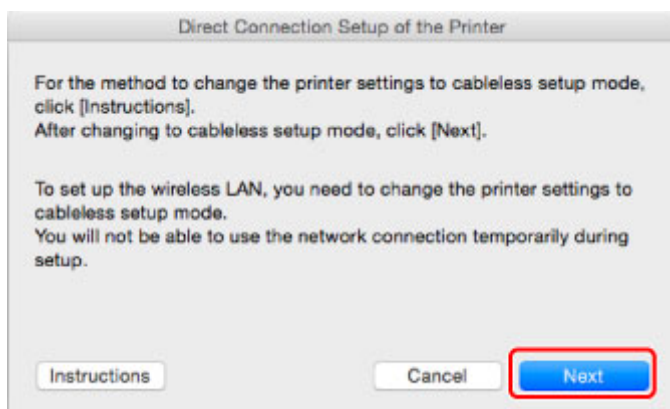 Direct Connection Setup of the Printer
For the method to change the printer settings to cableless setup mode,
click [Instructions].
After changing to cableless setup mode, click [Next].
To set up the wireless LAN, you need to change the printer settings to
cableless setup mode.
You will not be able to use the network connection temporarily during
setup.
Instructions
Cancel
Next